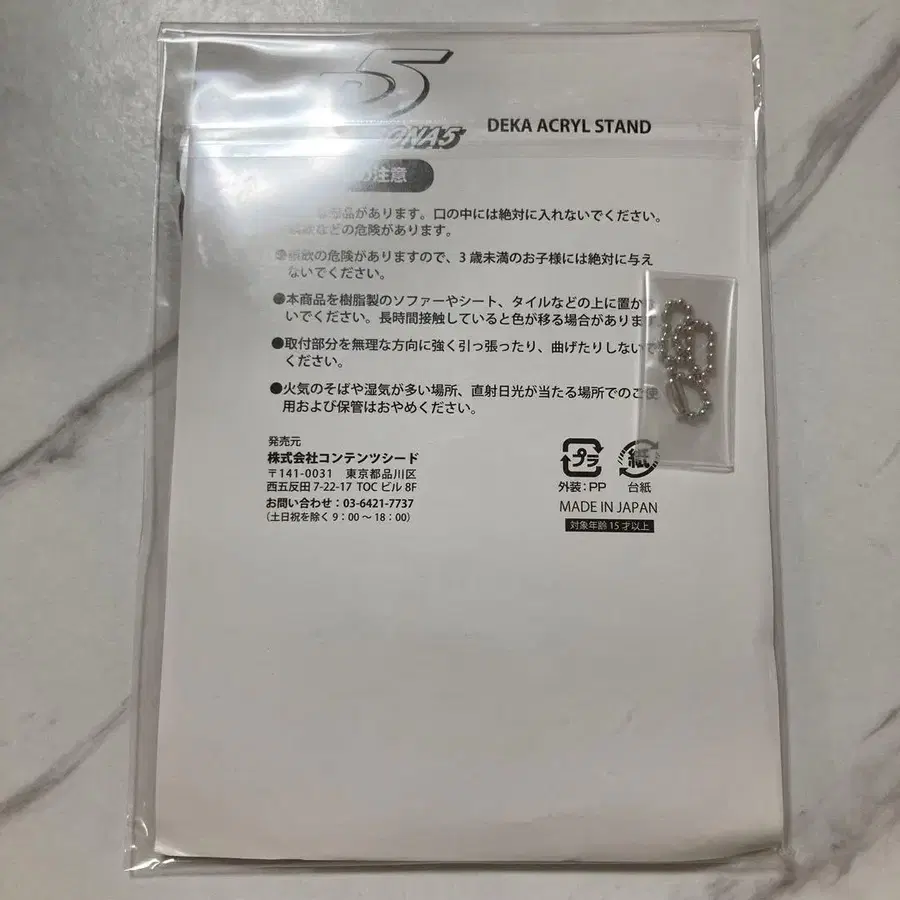 P5
PERSONA5
DEKA ACRYL STAND
の注意
部品があります。口の中には絶対に入れないでください。
などの危険があります。
飲の危険がありますので、3歳未満のお子様には絶対に与え
ないでください。
●本商品を樹脂製のソファーやシート、タイルなどの上に置か
いでください。長時間接触していると色が移る場合があります
●取付部分を無理な方向に強く引っ張ったり、曲げたりしないで
ください。
●火気のそばや湿気が多い場所、直射日光が当たる場所でのご使
用および保管はおやめください。
発売元
株式会社コンテンツシード
〒141-0031 東京都品川区
西五反田 7-22-17 TOC ビル 8F
お問い合わせ：03-6421-7737
(土日祝を除く 9：00 ～ 18：00)
プラ
紙
外装：PP
台紙
MADE IN JAPAN
対象年齢 15 才以上